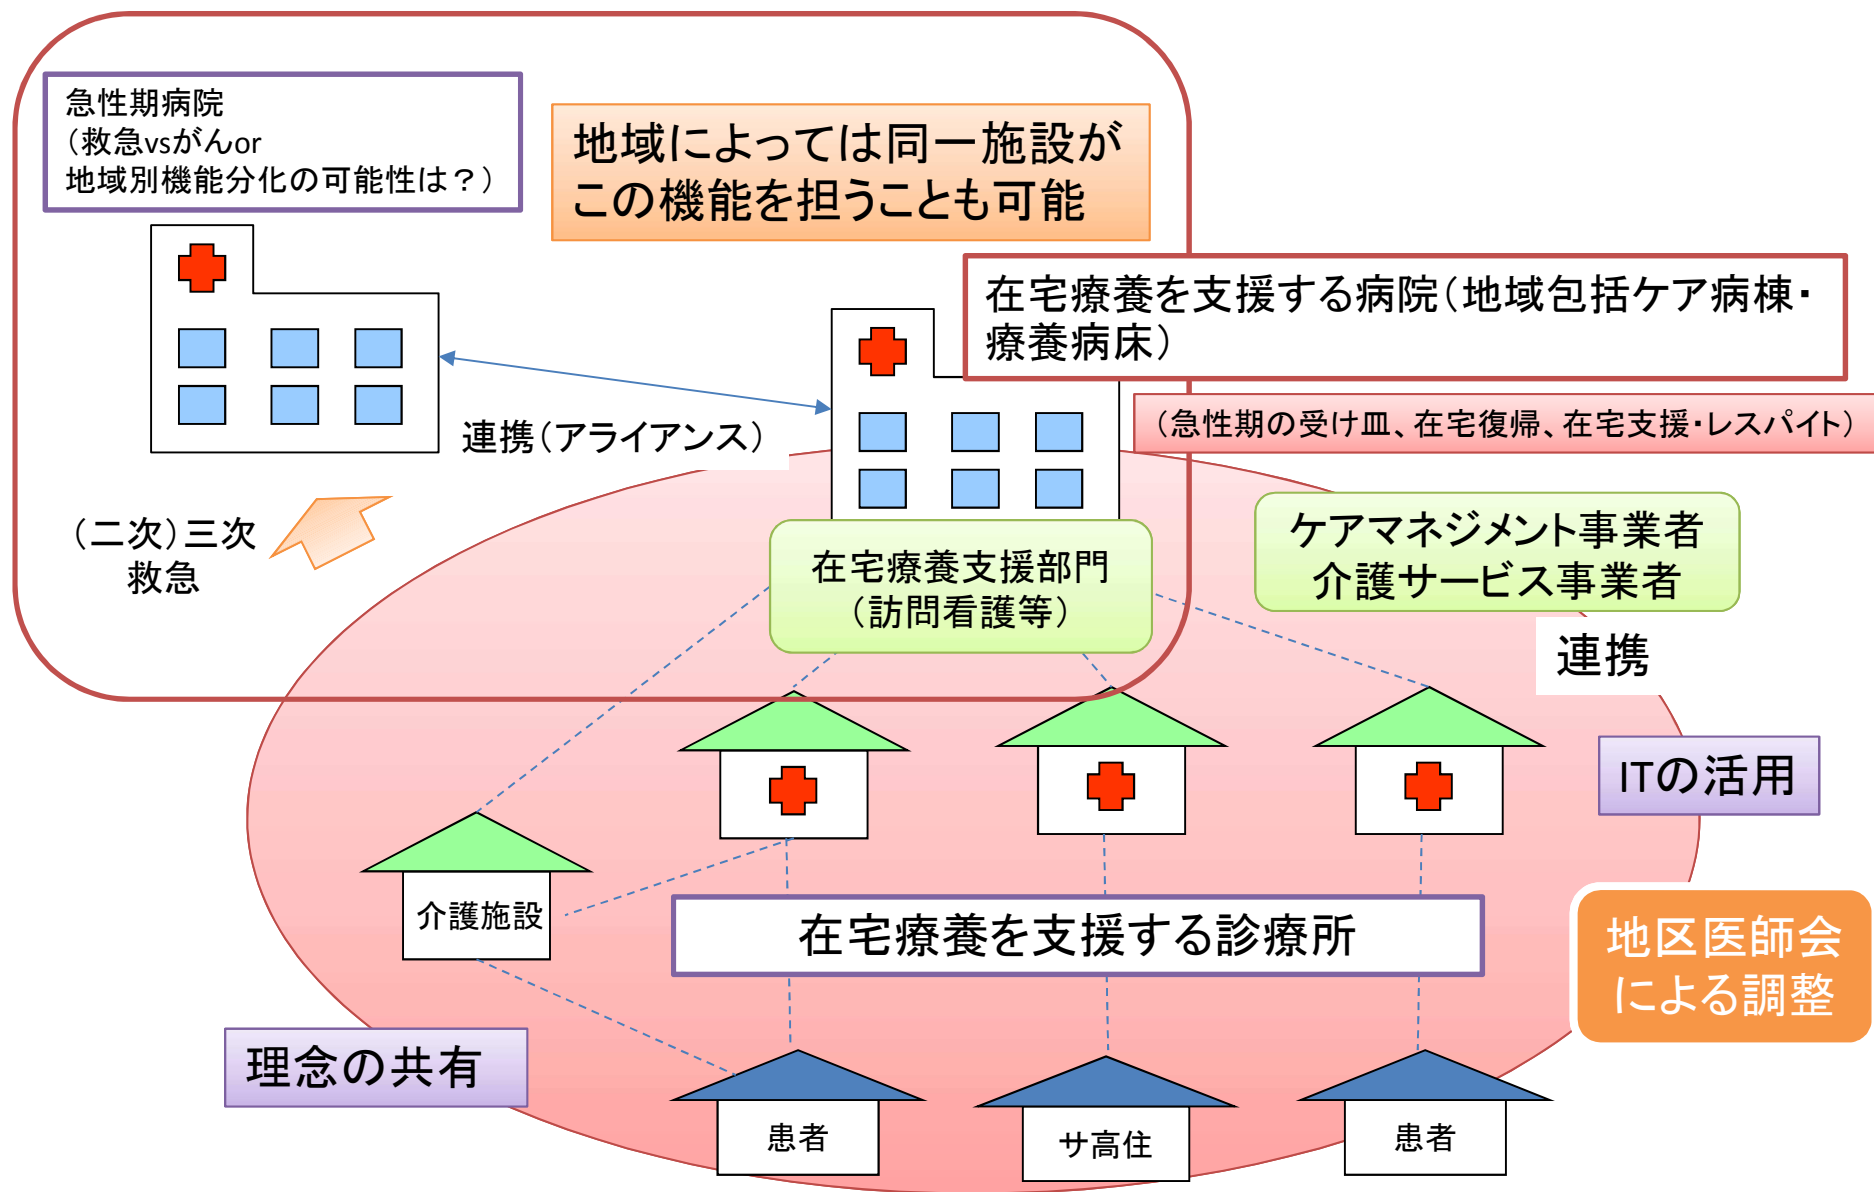 急性期病院
（救急vsがんor
地域別機能分化の可能性は？）
地域によっては同一施設が
この機能を担うことも可能
在宅療養を支援する病院（地域包括ケア病棟・
療養病床）
（急性期の受け皿、在宅復帰、在宅支援・レスパイト）
連携（アライアンス）
（二次）三次
救急
在宅療養支援部門
（訪問看護等）
ケアマネジメント事業者
介護サービス事業者
連携
ITの活用
介護施設
在宅療養を支援する診療所
地区医師会
による調整
理念の共有
患者
サ高住
患者